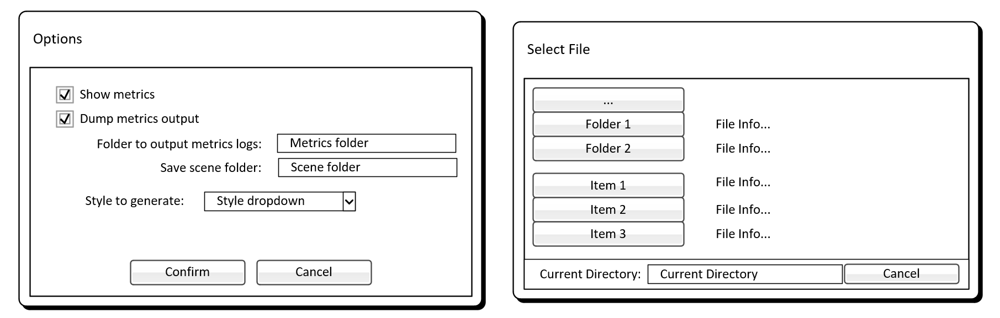 Options
Show metrics
Dump metrics output
Folder to output metrics logs: Metrics folder
Save scene folder: Scene folder
Style to generate: Style dropdown
Confirm Cancel
Select File
...
Folder 1 File Info...
Folder 2 File Info...
Item 1 File Info...
Item 2 File Info...
Item 3 File Info...
Current Directory: Current Directory Cancel